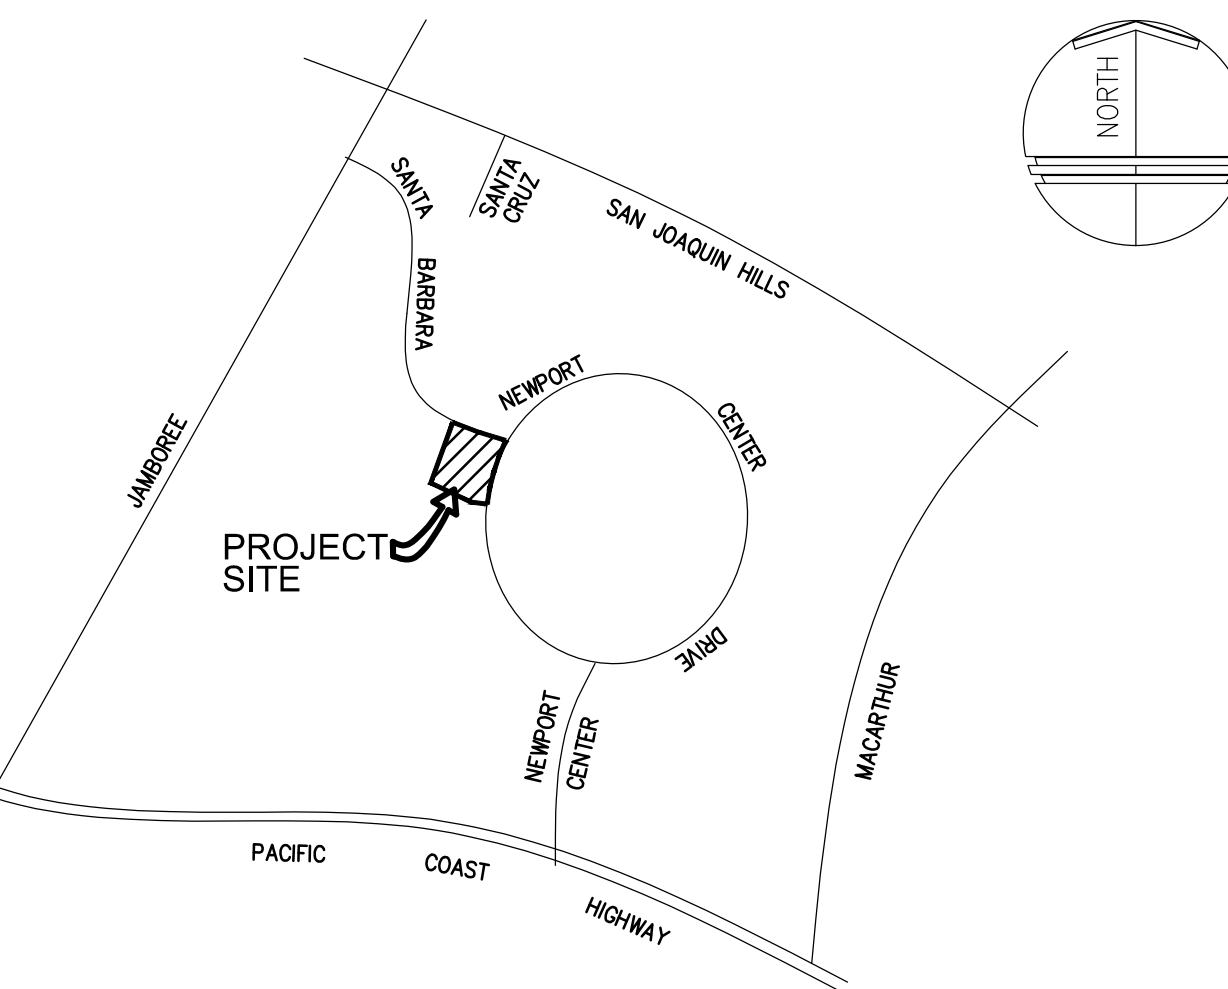 NORTH
SANTA
BARBARA
SANTA
CRUZ
SAN JOAQUIN HILLS
NEWPORT
CENTER
DRIVE
JAMBOREE
PROJECT
SITE
NEWPORT
CENTER
MACARTHUR
PACIFIC COAST HIGHWAY